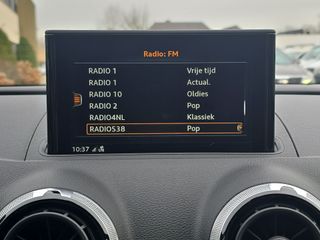 Radio: FM
RADIO 1 Vrije tijd
RADIO 1 Actual.
RADIO 10 Oldies
RADIO 2 Pop
RADIO4NL Klassiek
RADIO538 Pop
10:37